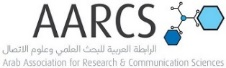 AARCS
الرابطة العربية للبحث العلمي وعلوم الاتصال
Arab Association for Research & Communication Sciences